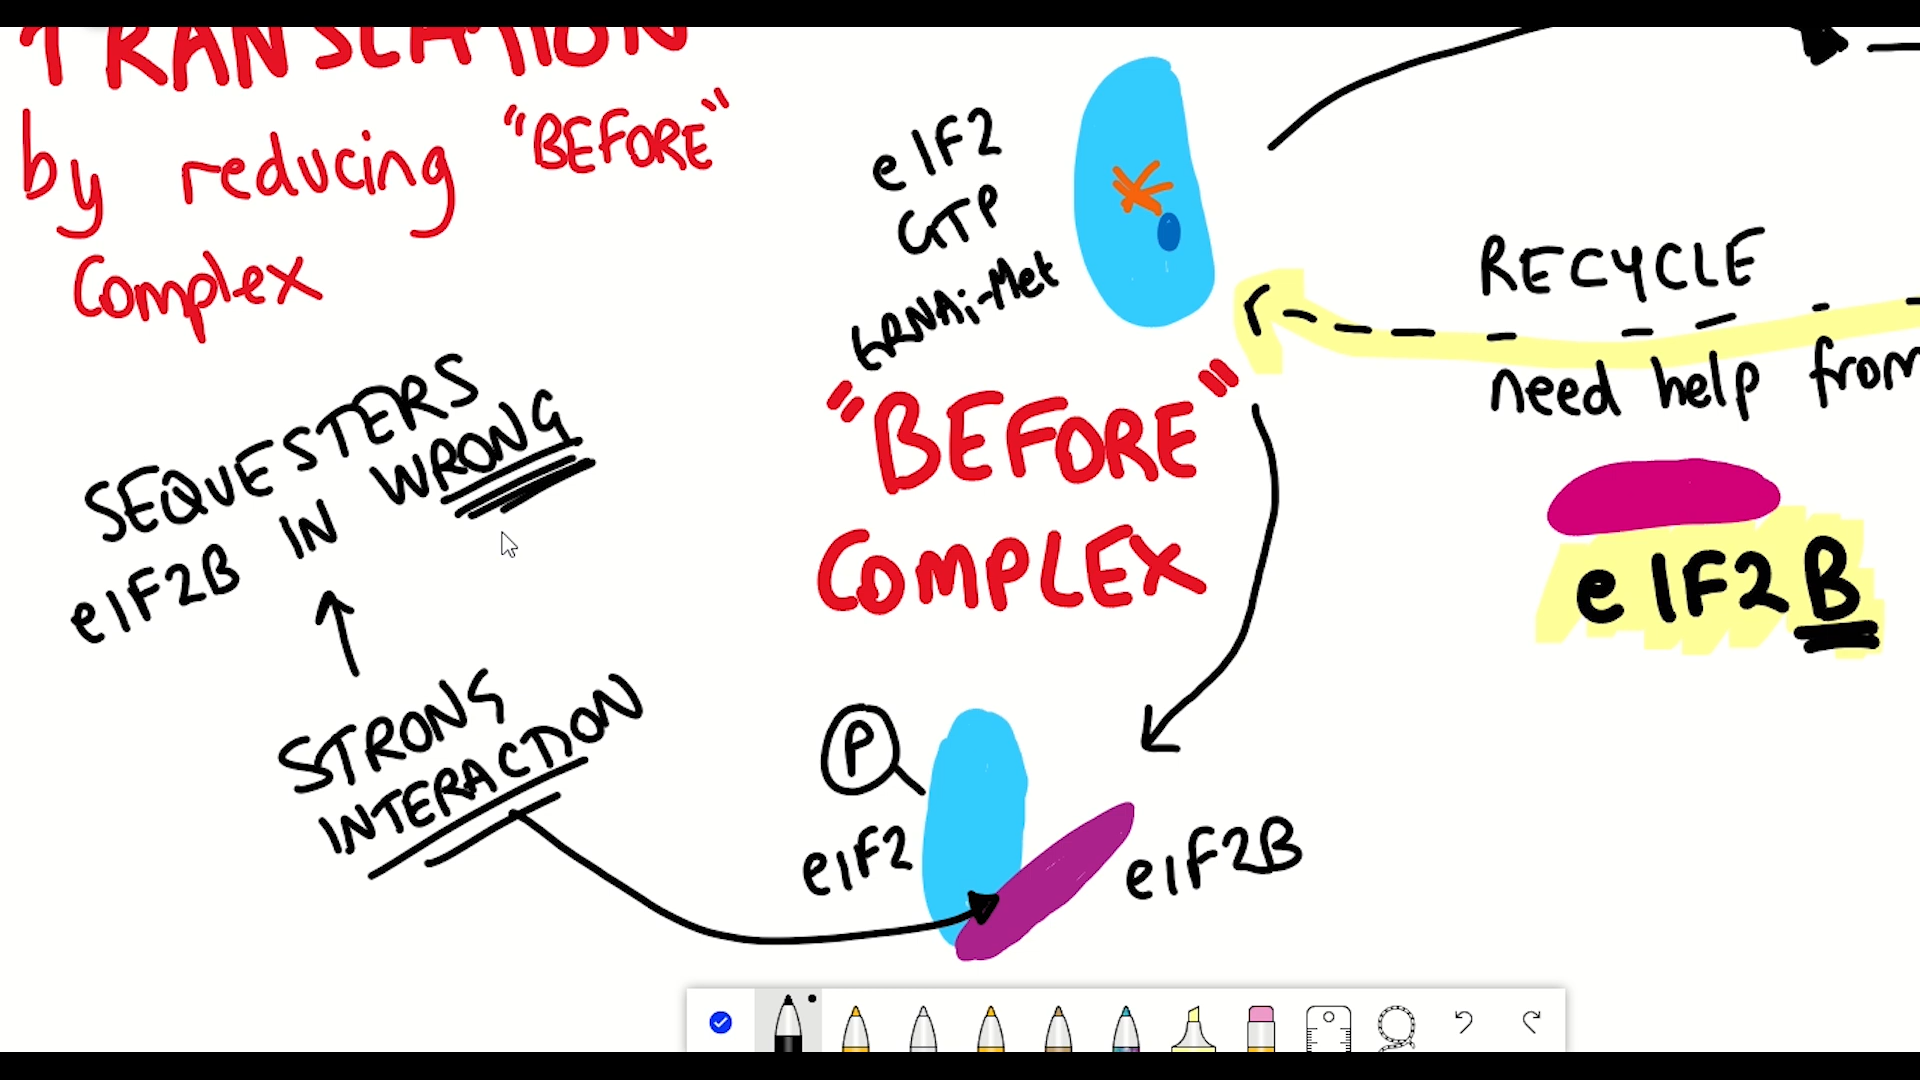 TRANSLATION
by reducing "BEFORE"
Complex
SEQUESTERS
eIF2B IN WRONG
STRONG
INTERACTION
eIF2
GTP
tRNAi-Met
"BEFORE"
COMPLEX
P
eIF2
eIF2B
RECYCLE
need help from
eIF2B